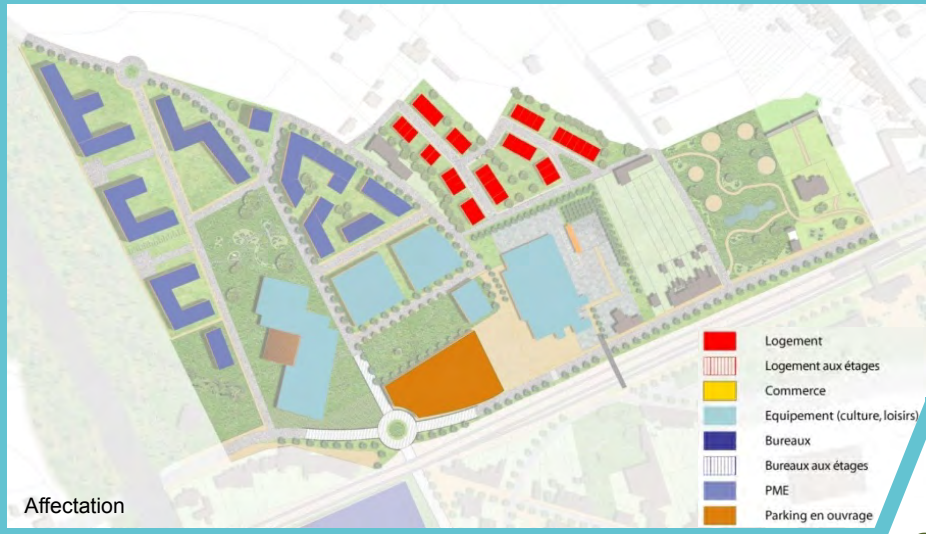 Logement
Logement aux étages
Commerce
Equipement (culture, loisirs)
Bureaux
Bureaux aux étages
PME
Parking en ouvrage
Affectation